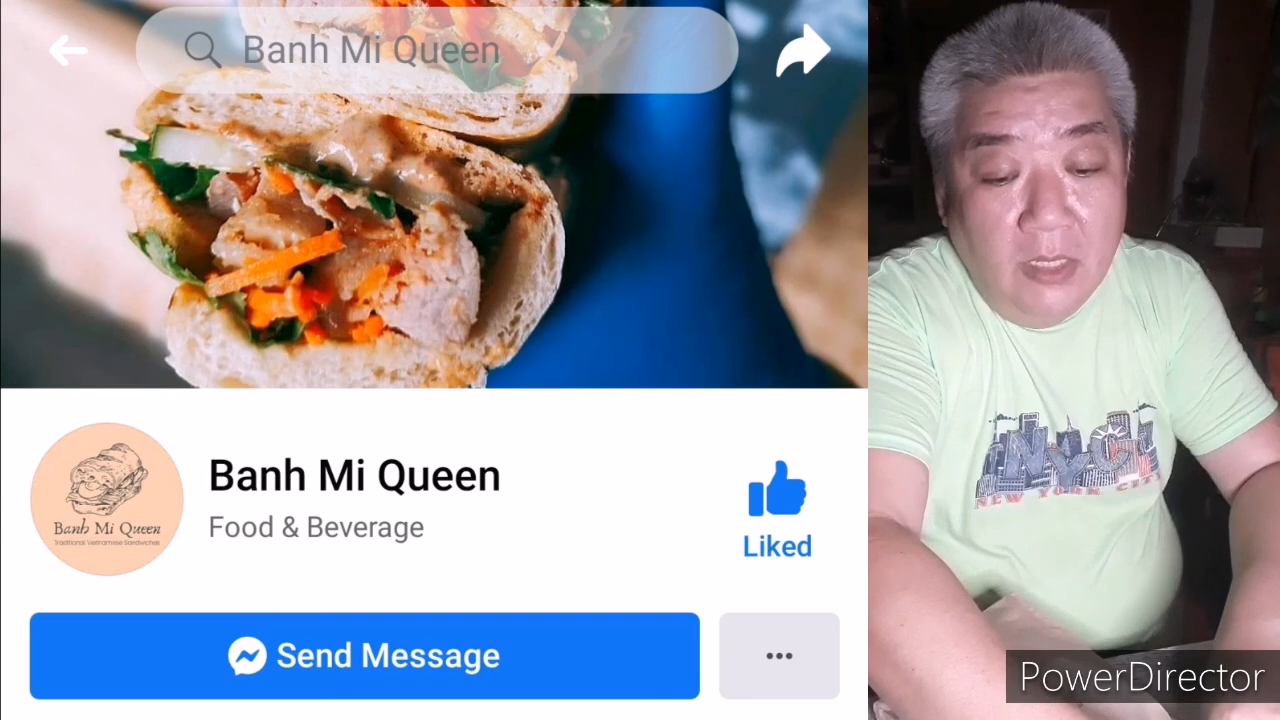 Banh Mi Queen
Banh Mi Queen
Food & Beverage
Banh Mi Queen
Traditional Vietnamese Sandwiches
Liked
Send Message
NYC
NEW YORK CIT
PowerDirector